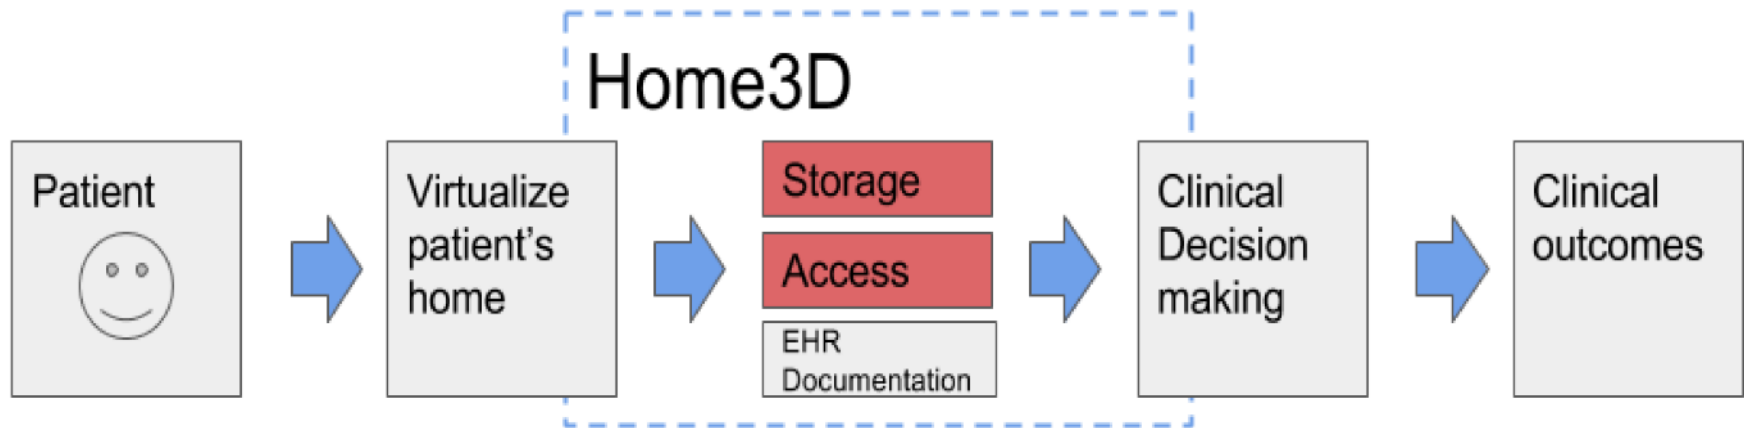 Home3D
Patient
Virtualize
patient's
home
Storage
Access
EHR
Documentation
Clinical
Decision
making
Clinical
outcomes